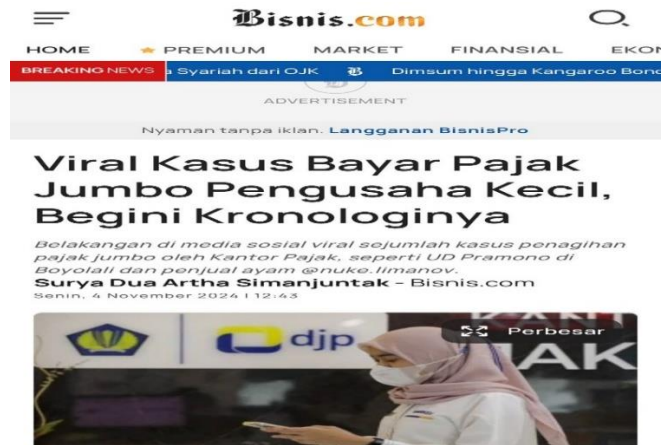 Bisnis.com
HOME PREMIUM MARKET FINANSIAL EKON
BREAKING NEWS a Syariah dari OJK Dimsum hingga Kangaroo Bond
ADVERTISEMENT
Nyaman tanpa iklan. Langganan BisnisPro
Viral Kasus Bayar Pajak
Jumbo Pengusaha Kecil,
Begini Kronologinya
Belakangan di media sosial viral sejumlah kasus penagihan
pajak jumbo oleh Kantor Pajak, seperti UD Pramono di
Boyolali dan penjual ayam @nuke.limanov.
Surya Dua Artha Simanjuntak - Bisnis.com
Senin, 4 November 2024 | 12:43
Perbesar
djp
AK